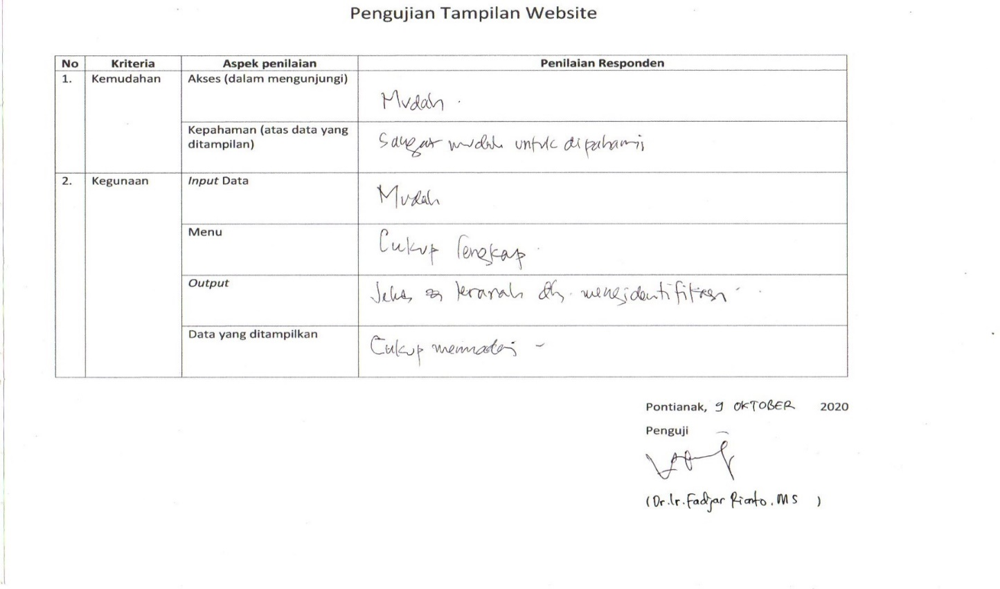 Pengujian Tampilan Website
No Kriteria Aspek penilaian Penilaian Responden
1. Kemudahan Akses (dalam mengunjungi)
Mudah .
Kepahaman (atas data yang
ditampilan)
Sangat mudah untuk dipahami
2. Kegunaan Input Data
Mudah
Menu
Cukup lengkap
Output
Jelas terarah mengidentifikasi
Data yang ditampilkan
Cukup memadai -
Pontianak, 9 OKTOBER 2020
Penguji
(Dr.Ir.Fadjar Rianto.MS )